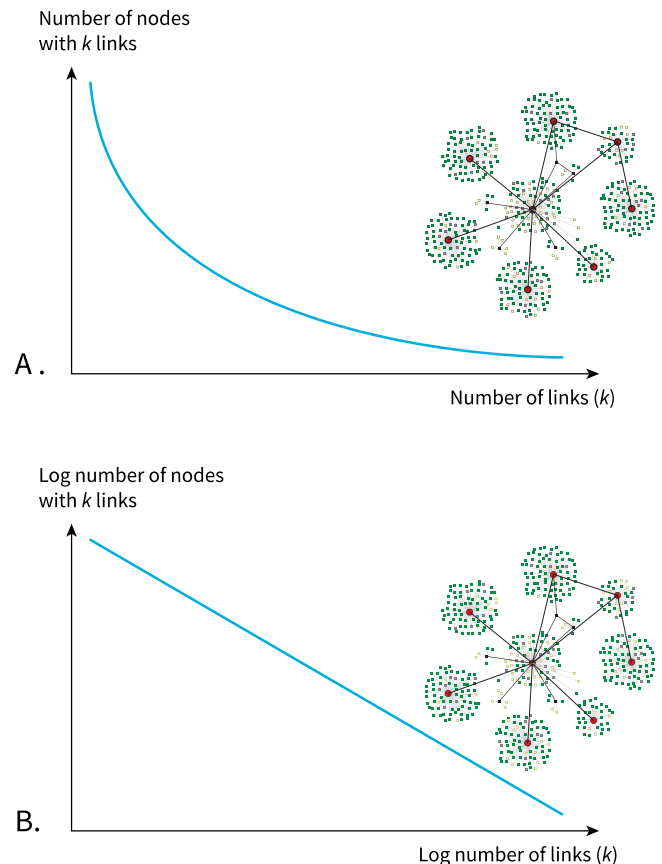 Number of nodes
with k links
A .
Number of links (k)
Log number of nodes
with k links
B.
Log number of links (k)